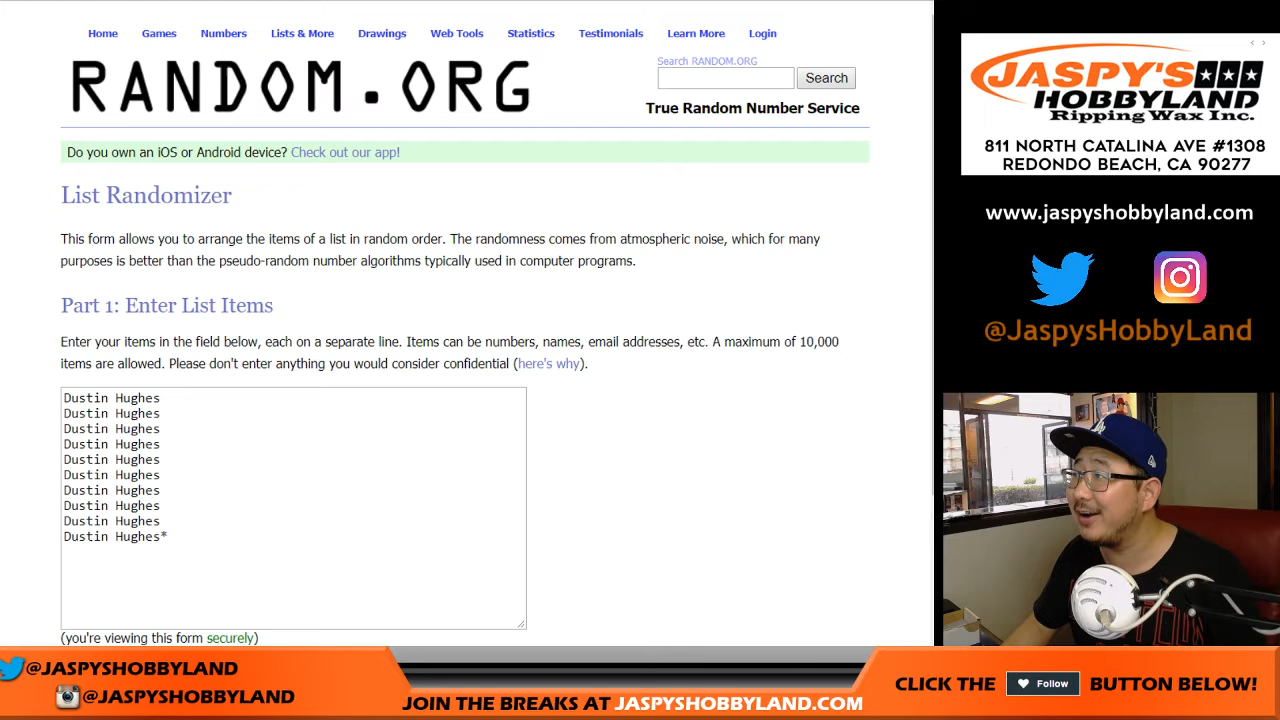 Home Games Numbers Lists & More Drawings Web Tools Statistics Testimonials Learn More Login
RANDOM.ORG
Search RANDOM.ORG
Search
True Random Number Service
Do you own an iOS or Android device? Check out our app!
List Randomizer
This form allows you to arrange the items of a list in random order. The randomness comes from atmospheric noise, which for many
purposes is better than the pseudo-random number algorithms typically used in computer programs.
Part 1: Enter List Items
Enter your items in the field below, each on a separate line. Items can be numbers, names, email addresses, etc. A maximum of 10,000
items are allowed. Please don't enter anything you would consider confidential (here's why).
Dustin Hughes
Dustin Hughes
Dustin Hughes
Dustin Hughes
Dustin Hughes
Dustin Hughes
Dustin Hughes
Dustin Hughes
Dustin Hughes
Dustin Hughes*
(you're viewing this form securely)
JASPY'S
HOBBYLAND
Ripping Wax Inc.
811 NORTH CATALINA AVE #1308
REDONDO BEACH, CA 90277
www.jaspyshobbyland.com
@JaspysHobbyLand
@JASPYSHOBBYLAND
@JASPYSHOBBYLAND
JOIN THE BREAKS AT JASPYSHOBBYLAND.COM
CLICK THE Follow BUTTON BELOW!